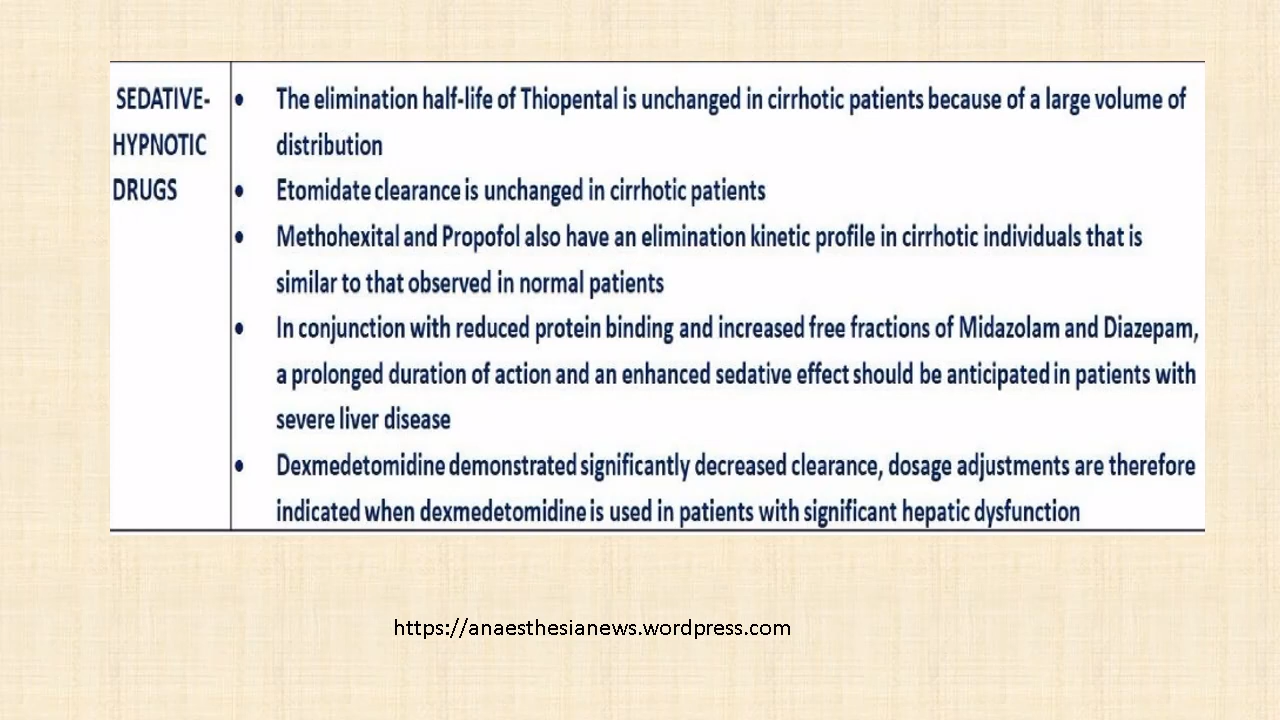 SEDATIVE-
HYPNOTIC
DRUGS
• The elimination half-life of Thiopental is unchanged in cirrhotic patients because of a large volume of
distribution
• Etomidate clearance is unchanged in cirrhotic patients
• Methohexital and Propofol also have an elimination kinetic profile in cirrhotic individuals that is
similar to that observed in normal patients
• In conjunction with reduced protein binding and increased free fractions of Midazolam and Diazepam,
a prolonged duration of action and an enhanced sedative effect should be anticipated in patients with
severe liver disease
• Dexmedetomidine demonstrated significantly decreased clearance, dosage adjustments are therefore
indicated when dexmedetomidine is used in patients with significant hepatic dysfunction
https://anaesthesianews.wordpress.com